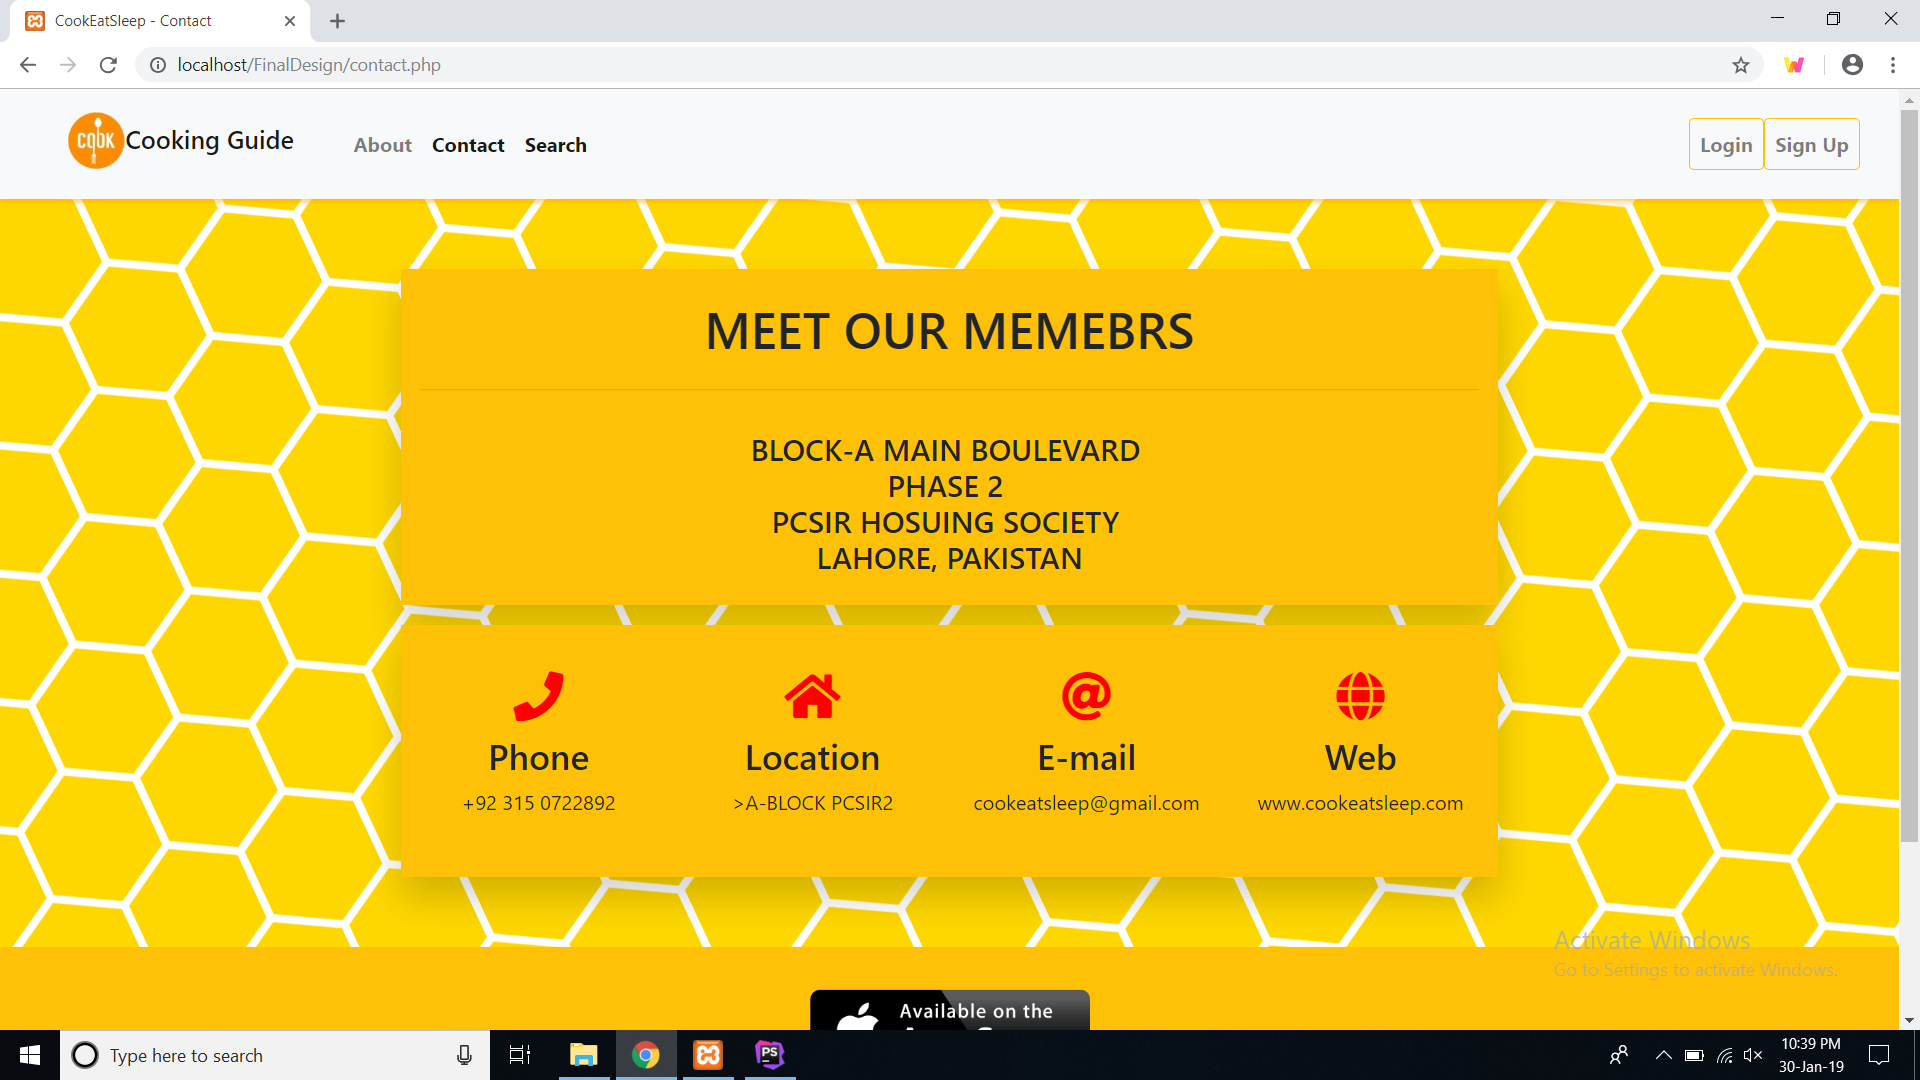 CookEatSleep - Contact
localhost/FinalDesign/contact.php
COOK
Cooking Guide
About Contact Search
Login Sign Up
MEET OUR MEMEBRS
BLOCK-A MAIN BOULEVARD
PHASE 2
PCSIR HOSUING SOCIETY
LAHORE, PAKISTAN
Phone
+92 315 0722892
Location
>A-BLOCK PCSIR2
E-mail
cookeatsleep@gmail.com
Web
www.cookeatsleep.com
Activate Windows
Go to Settings to activate Windows.
Available on the
Type here to search
PS
10:39 PM
30-Jan-19